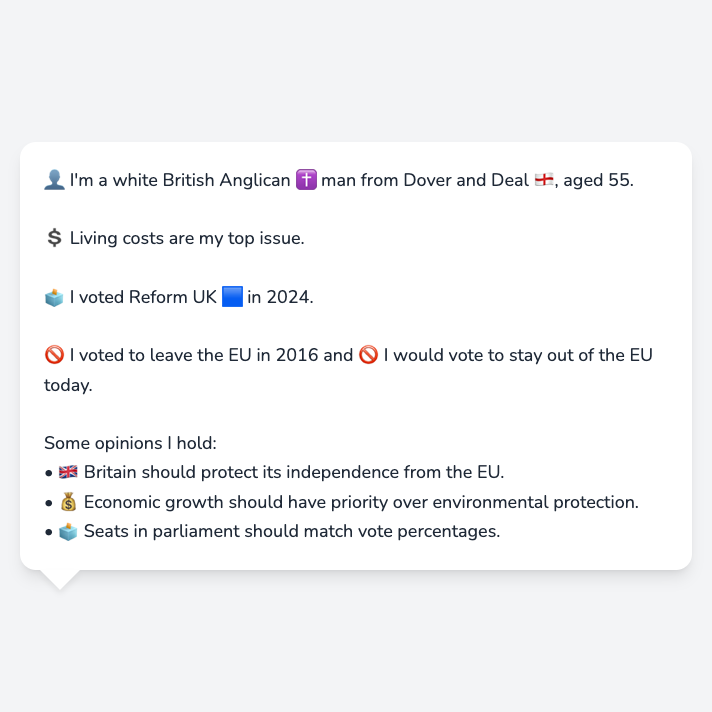 👤 I'm a white British Anglican ✝️ man from Dover and Deal 🏴󠁧󠁢󠁥󠁮󠁧󠁿, aged 55.
💲 Living costs are my top issue.
🗳️ I voted Reform UK 🟦 in 2024.
🚫 I voted to leave the EU in 2016 and 🚫 I would vote to stay out of the EU
today.
Some opinions I hold:
• 🇬🇧 Britain should protect its independence from the EU.
• 💰 Economic growth should have priority over environmental protection.
• 🗳️ Seats in parliament should match vote percentages.